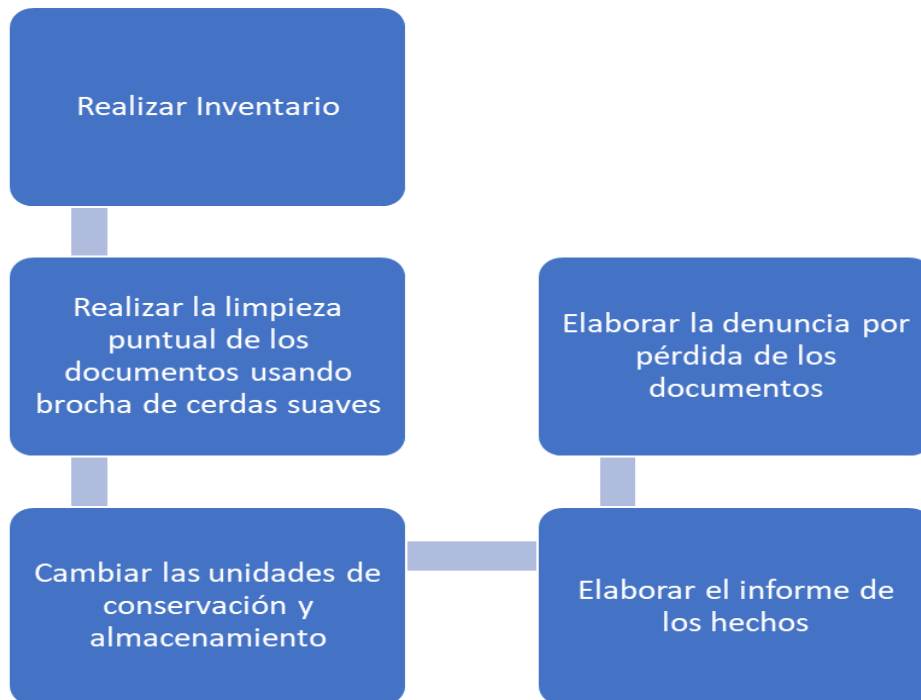 Realizar Inventario
Realizar la limpieza
puntual de los
documentos usando
brocha de cerdas suaves
Cambiar las unidades de
conservación y
almacenamiento
Elaborar el informe de
los hechos
Elaborar la denuncia por
pérdida de los
documentos